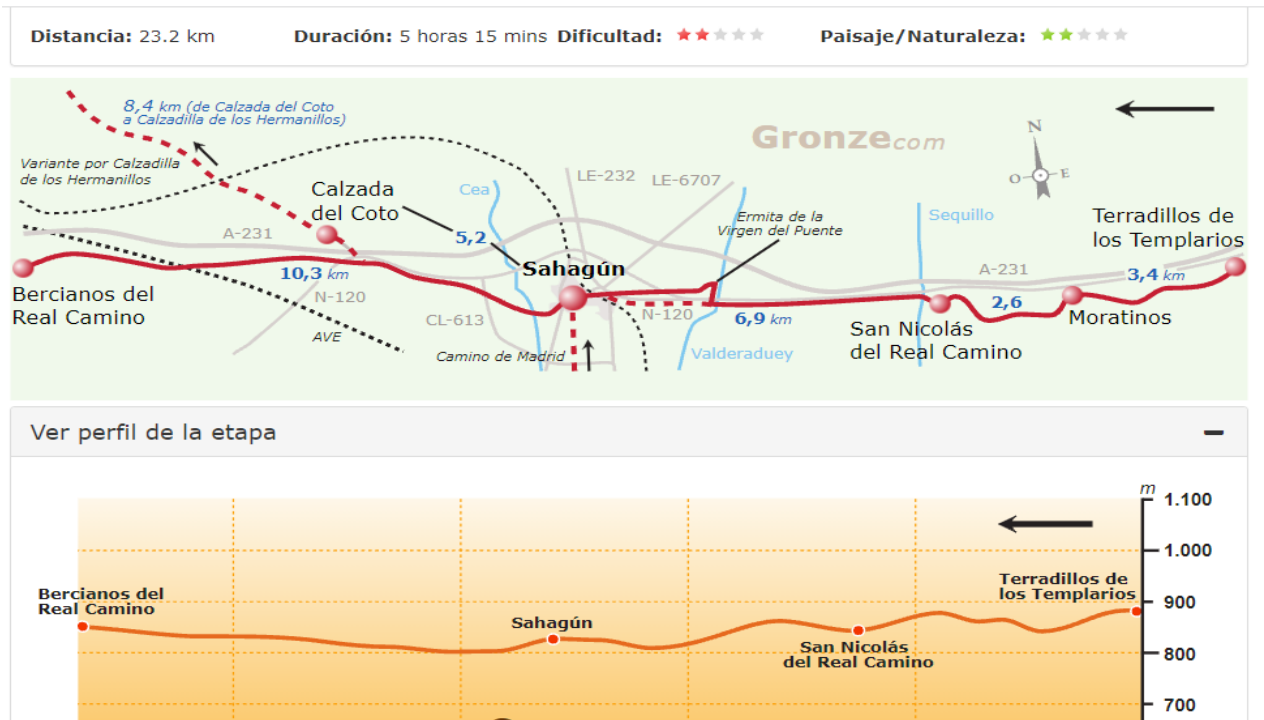 Distancia: 23.2 km Duración: 5 horas 15 mins Dificultad: Paisaje/Naturaleza:
8,4 km (de Calzada del Coto
a Calzadilla de los Hermanillos)
Gronze.com
N
O E
Variante por Calzadilla
de los Hermanillos
Calzada
del Coto
Cea
LE-232
LE-6707
Ermita de la
Virgen del Puente
Sequillo
Terradillos de
los Templarios
A-231
5,2
Sahagún
10,3 km
A-231
3,4 km
Bercianos del
Real Camino
N-120
CL-613
N-120
6,9 km
2,6
Moratinos
San Nicolás
del Real Camino
AVE
Camino de Madrid
Valderaduey
Ver perfil de la etapa
m
1.100
1.000
Bercianos del
Real Camino
Terradillos de
los Templarios
900
Sahagún
San Nicolás
del Real Camino
800
700